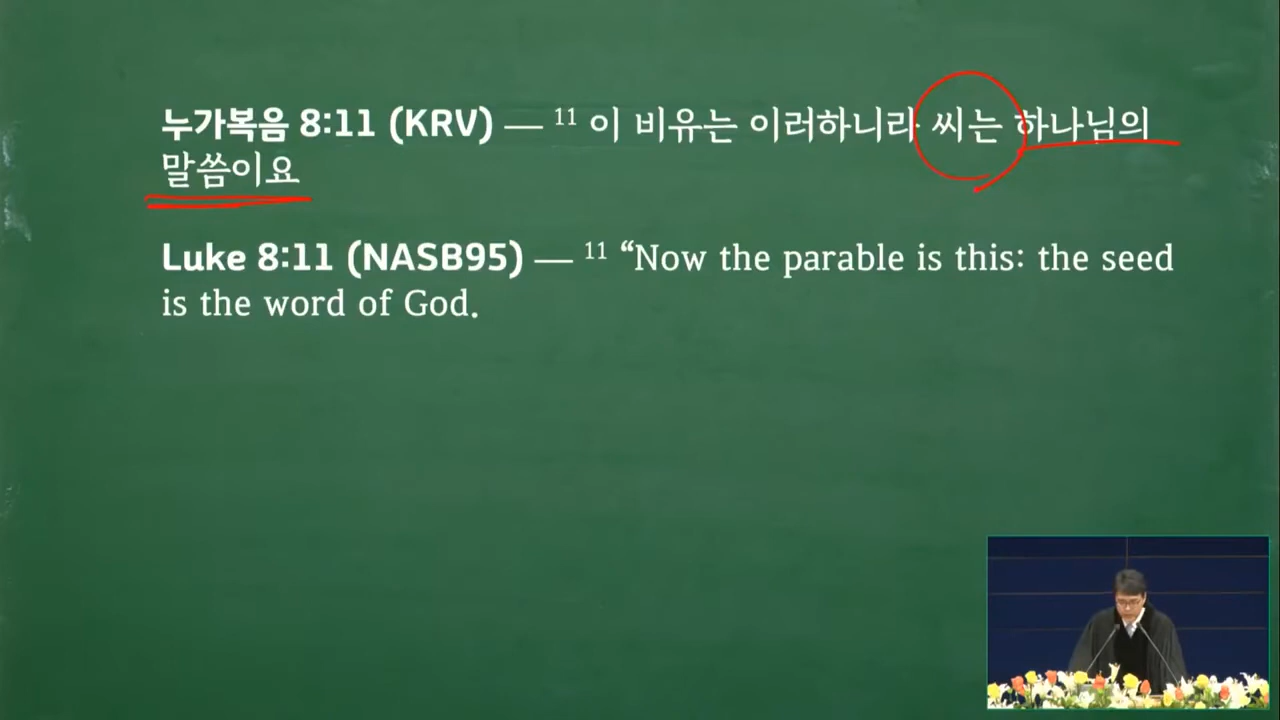 누가복음 8:11 (KRV) — ¹¹ 이 비유는 이러하니라 씨는 하나님의
말씀이요
Luke 8:11 (NASB95) — ¹¹ “Now the parable is this: the seed
is the word of God.